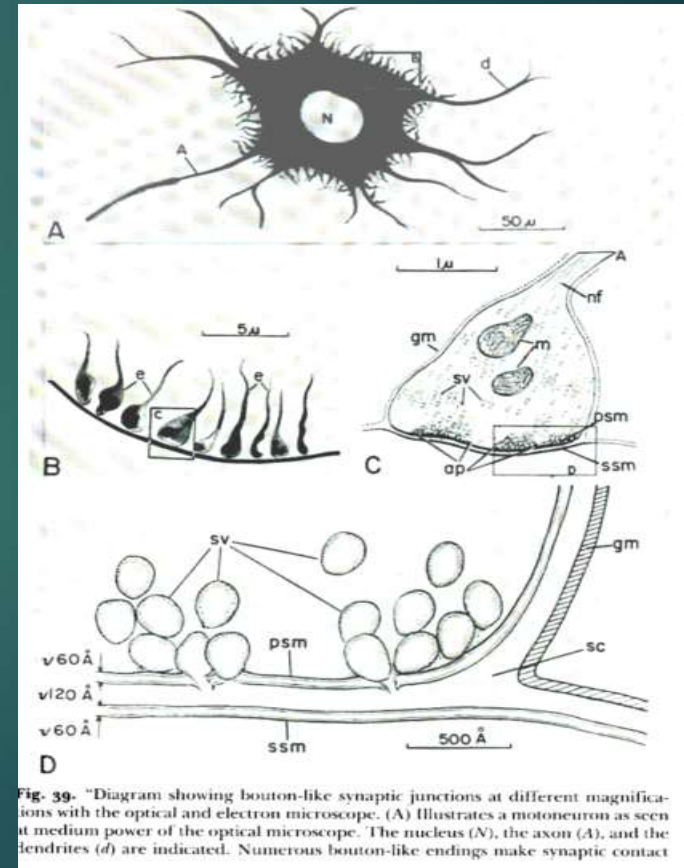 B
d
N
A
A
50 µ
1µ
A
nf
gm
m
sv
5µ
e
e
c
psm
ap
D
ssm
B
C
sv
gm
psm
sc
√60 Å
√120 Å
√60 Å
ssm
500 Å
D
Fig. 39. "Diagram showing bouton-like synaptic junctions at different magnifica-
tions with the optical and electron microscope. (A) Illustrates a motoneuron as seen
at medium power of the optical microscope. The nucleus (N), the axon (A), and the
dendrites (d) are indicated. Numerous bouton-like endings make synaptic contact